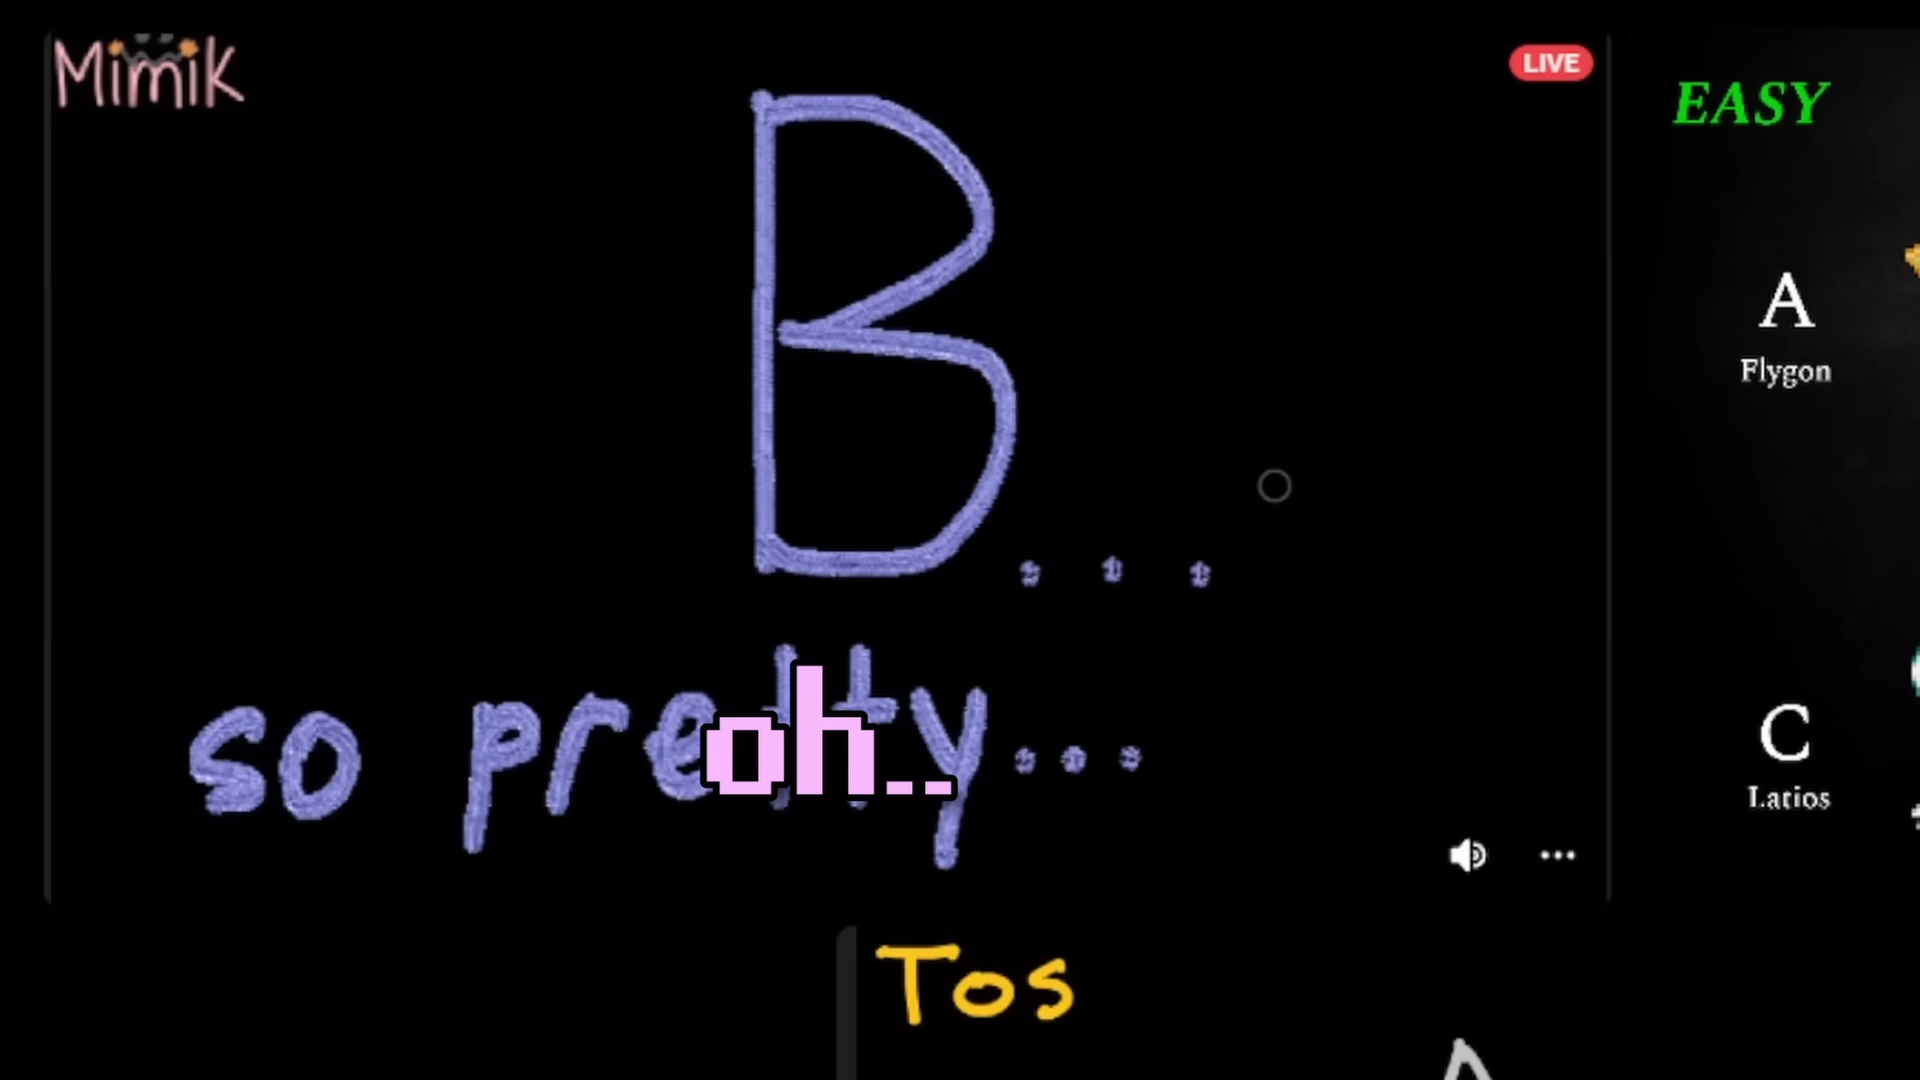 Mimik
LIVE
B...
so pretty...
oh..
EASY
A
Flygon
C
Latios
Tos